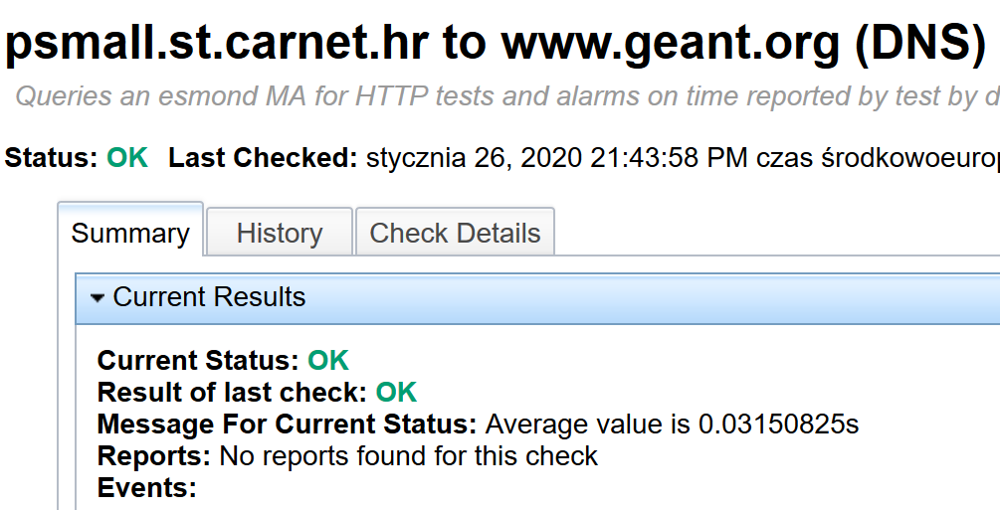 psmall.st.carnet.hr to www.geant.org (DNS)
Queries an esmond MA for HTTP tests and alarms on time reported by test by
Status: OK Last Checked: stycznia 26, 2020 21:43:58 PM czas
Summary History Check Details
Current Results
Current Status: OK
Result of last check: OK
Message For Current Status: Average value is 0.03150825s
Reports: No reports found for this check
Events: